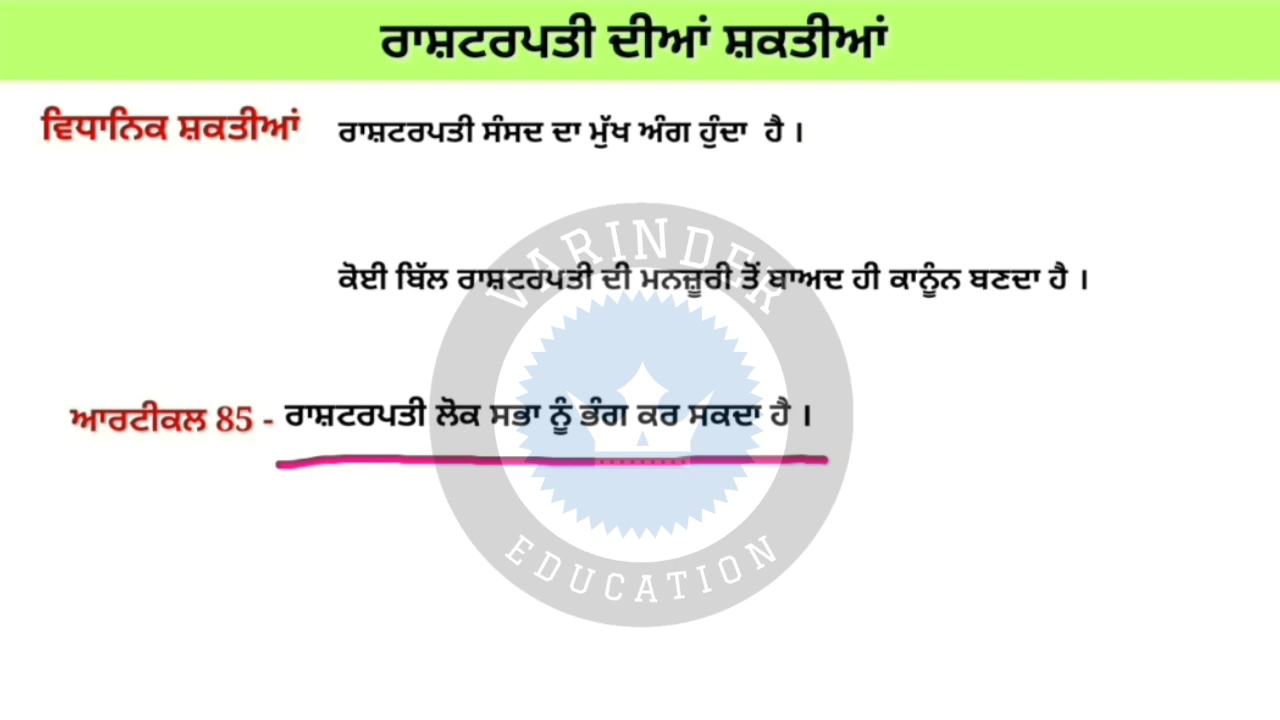 ਰਾਸ਼ਟਰਪਤੀ ਦੀਆਂ ਸ਼ਕਤੀਆਂ
ਵਿਧਾਨਿਕ ਸ਼ਕਤੀਆਂ ਰਾਸ਼ਟਰਪਤੀ ਸੰਸਦ ਦਾ ਮੁੱਖ ਅੰਗ ਹੁੰਦਾ ਹੈ ।
VARINDER
ਕੋਈ ਬਿੱਲ ਰਾਸ਼ਟਰਪਤੀ ਦੀ ਮਨਜ਼ੂਰੀ ਤੋਂ ਬਾਅਦ ਹੀ ਕਾਨੂੰਨ ਬਣਦਾ ਹੈ ।
ਆਰਟੀਕਲ 85 - ਰਾਸ਼ਟਰਪਤੀ ਲੋਕ ਸਭਾ ਨੂੰ ਭੰਗ ਕਰ ਸਕਦਾ ਹੈ ।
EDUCATION